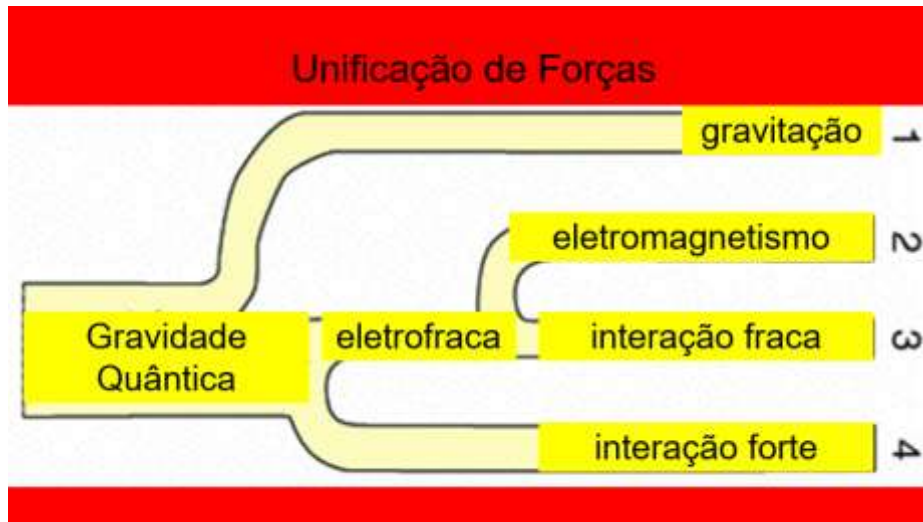 Unificação de Forças
gravitação 1
eletromagnetismo 2
Gravidade
Quântica
eletrofraca
interação fraca 3
interação forte 4